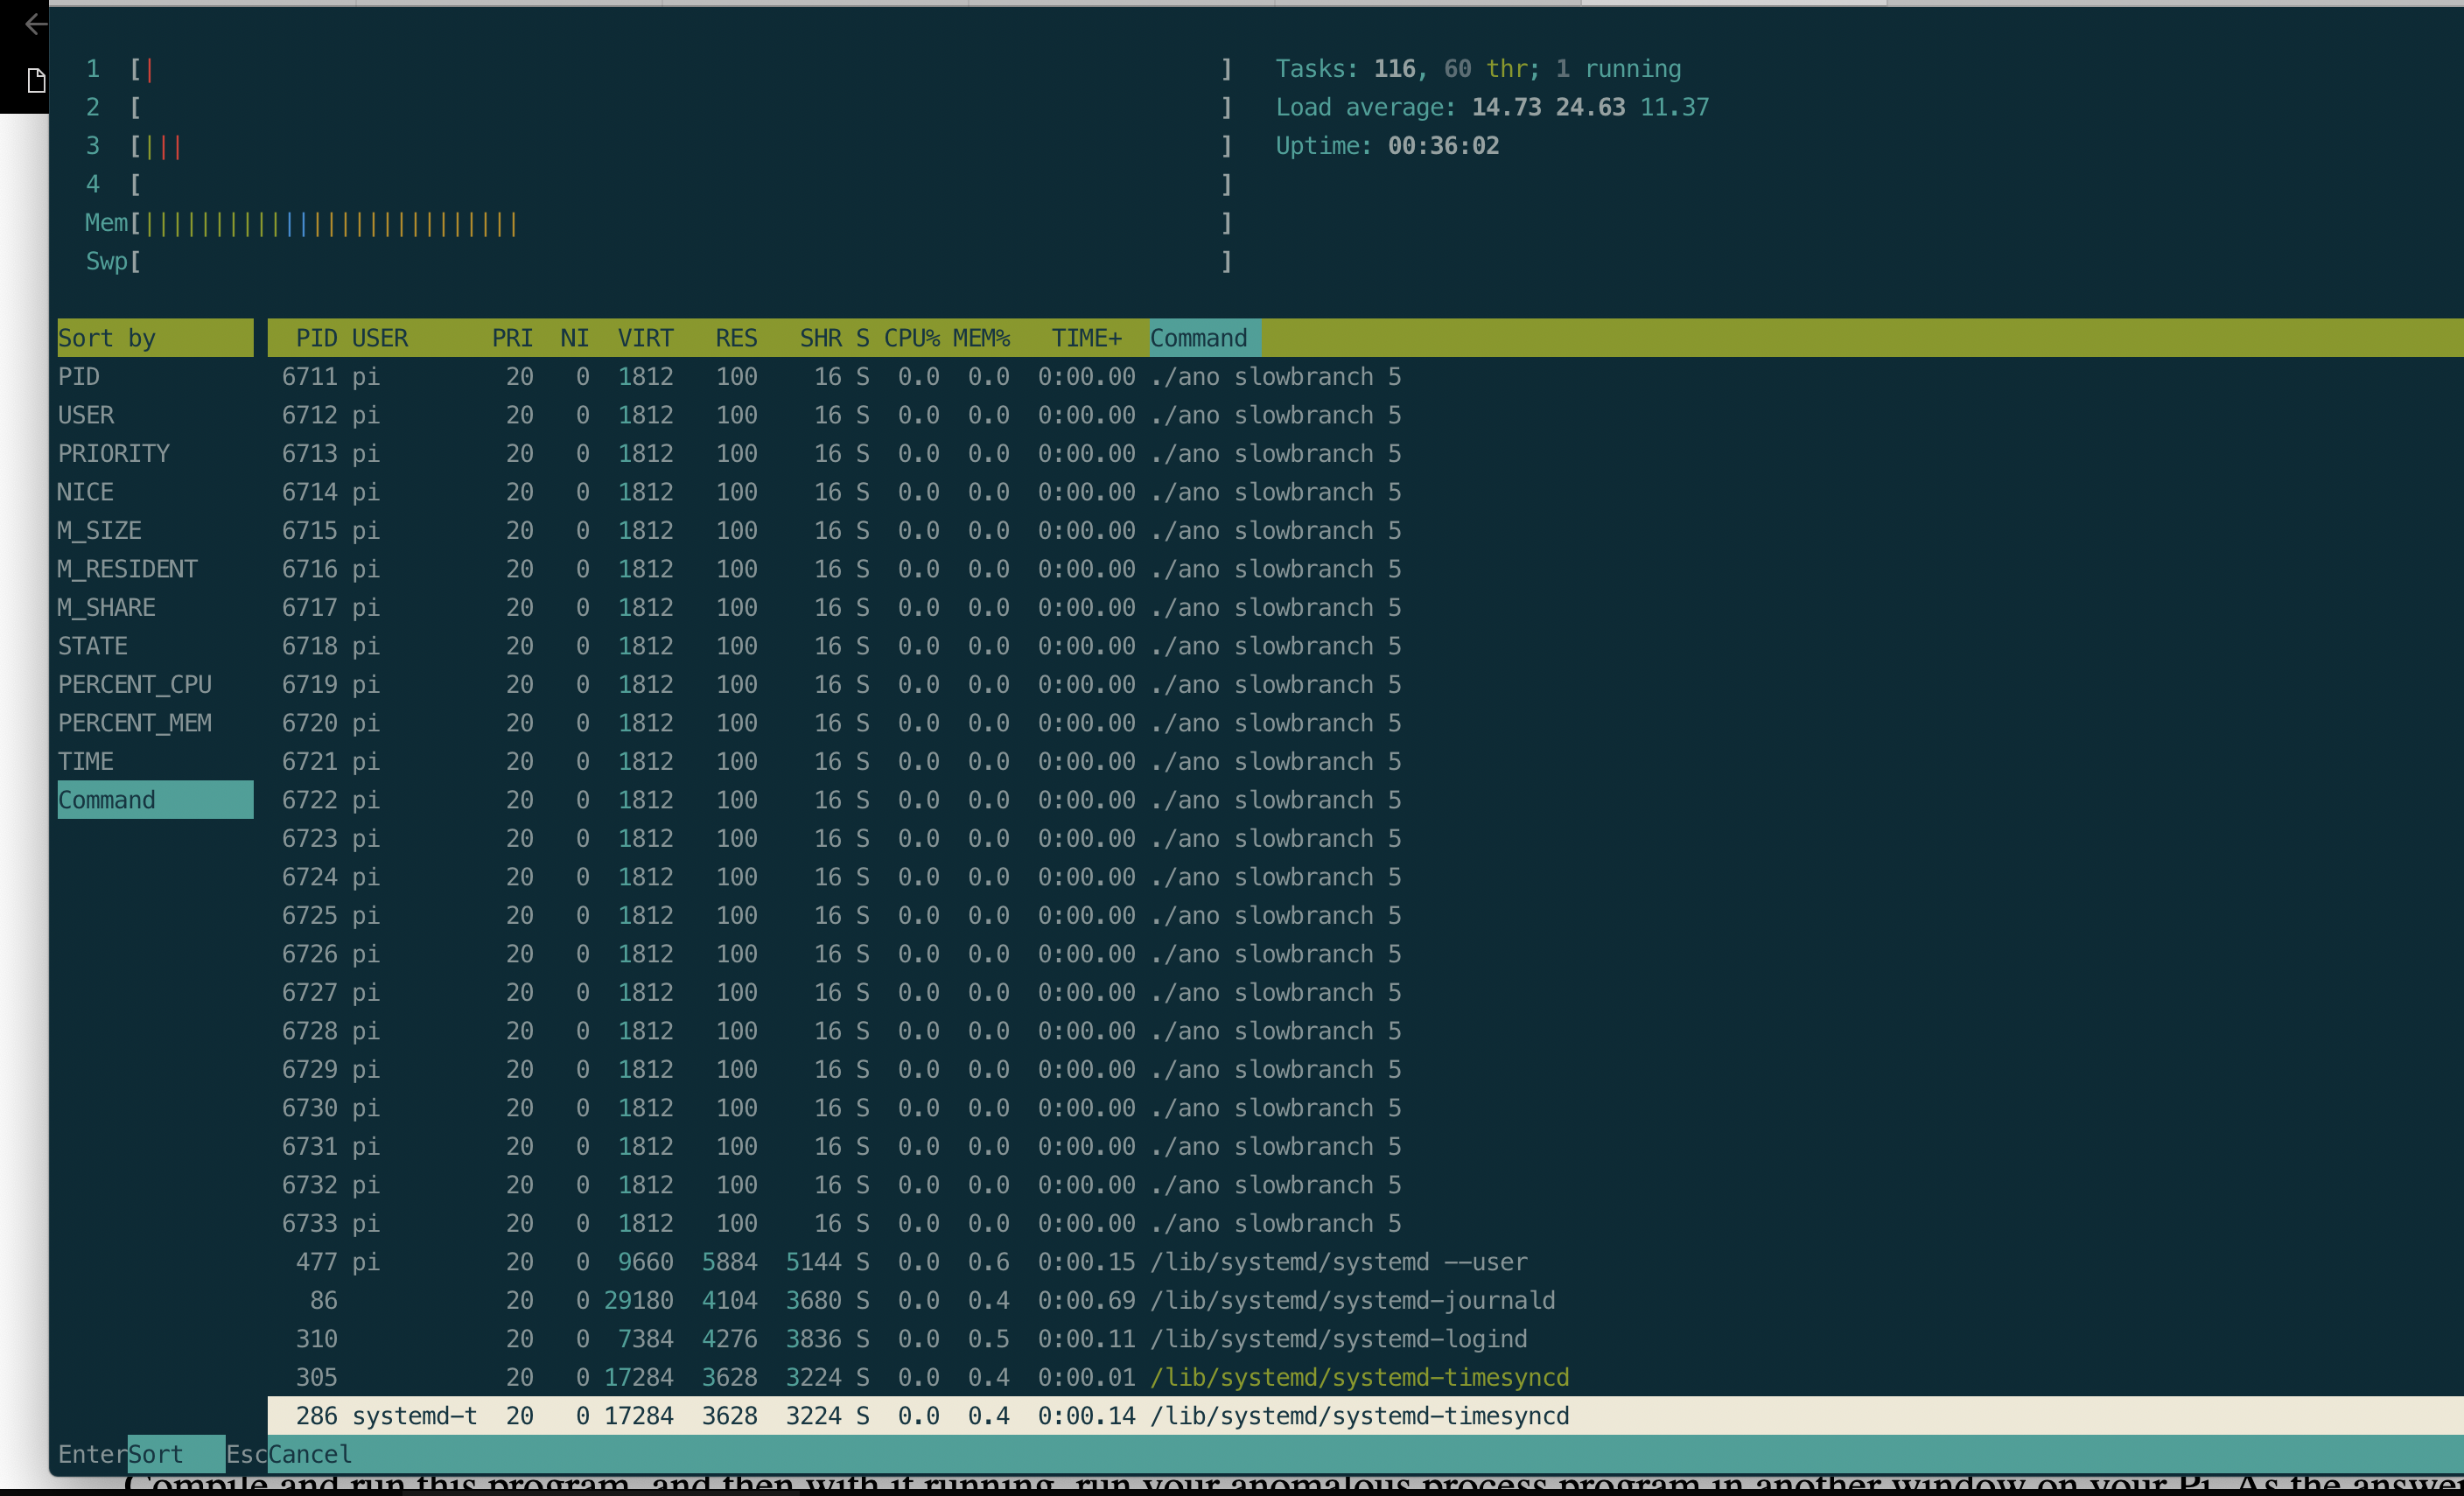 1 [| ] Tasks: 116, 60 thr; 1 running
2 [ ] Load average: 14.73 24.63 11.37
3 [||| ] Uptime: 00:36:02
4 [ ]
Mem[||||||||||||||||||||||||||| ]
Swp[ ]
Sort by PID USER PRI NI VIRT RES SHR S CPU% MEM% TIME+ Command
PID 6711 pi 20 0 1812 100 16 S 0.0 0.0 0:00.00 ./ano slowbranch 5
USER 6712 pi 20 0 1812 100 16 S 0.0 0.0 0:00.00 ./ano slowbranch 5
PRIORITY 6713 pi 20 0 1812 100 16 S 0.0 0.0 0:00.00 ./ano slowbranch 5
NICE 6714 pi 20 0 1812 100 16 S 0.0 0.0 0:00.00 ./ano slowbranch 5
M_SIZE 6715 pi 20 0 1812 100 16 S 0.0 0.0 0:00.00 ./ano slowbranch 5
M_RESIDENT 6716 pi 20 0 1812 100 16 S 0.0 0.0 0:00.00 ./ano slowbranch 5
M_SHARE 6717 pi 20 0 1812 100 16 S 0.0 0.0 0:00.00 ./ano slowbranch 5
STATE 6718 pi 20 0 1812 100 16 S 0.0 0.0 0:00.00 ./ano slowbranch 5
PERCENT_CPU 6719 pi 20 0 1812 100 16 S 0.0 0.0 0:00.00 ./ano slowbranch 5
PERCENT_MEM 6720 pi 20 0 1812 100 16 S 0.0 0.0 0:00.00 ./ano slowbranch 5
TIME 6721 pi 20 0 1812 100 16 S 0.0 0.0 0:00.00 ./ano slowbranch 5
Command 6722 pi 20 0 1812 100 16 S 0.0 0.0 0:00.00 ./ano slowbranch 5
6723 pi 20 0 1812 100 16 S 0.0 0.0 0:00.00 ./ano slowbranch 5
6724 pi 20 0 1812 100 16 S 0.0 0.0 0:00.00 ./ano slowbranch 5
6725 pi 20 0 1812 100 16 S 0.0 0.0 0:00.00 ./ano slowbranch 5
6726 pi 20 0 1812 100 16 S 0.0 0.0 0:00.00 ./ano slowbranch 5
6727 pi 20 0 1812 100 16 S 0.0 0.0 0:00.00 ./ano slowbranch 5
6728 pi 20 0 1812 100 16 S 0.0 0.0 0:00.00 ./ano slowbranch 5
6729 pi 20 0 1812 100 16 S 0.0 0.0 0:00.00 ./ano slowbranch 5
6730 pi 20 0 1812 100 16 S 0.0 0.0 0:00.00 ./ano slowbranch 5
6731 pi 20 0 1812 100 16 S 0.0 0.0 0:00.00 ./ano slowbranch 5
6732 pi 20 0 1812 100 16 S 0.0 0.0 0:00.00 ./ano slowbranch 5
6733 pi 20 0 1812 100 16 S 0.0 0.0 0:00.00 ./ano slowbranch 5
477 pi 20 0 9660 5884 5144 S 0.0 0.6 0:00.15 /lib/systemd/systemd --user
86 20 0 29180 4104 3680 S 0.0 0.4 0:00.69 /lib/systemd/systemd-journald
310 20 0 7384 4276 3836 S 0.0 0.5 0:00.11 /lib/systemd/systemd-logind
305 20 0 17284 3628 3224 S 0.0 0.4 0:00.01 /lib/systemd/systemd-timesyncd
286 systemd-t 20 0 17284 3628 3224 S 0.0 0.4 0:00.14 /lib/systemd/systemd-timesyncd
EnterSort EscCancel
Compile and run this program, and then with it running, run your anomalous process program in another window on your Pi. As the answe